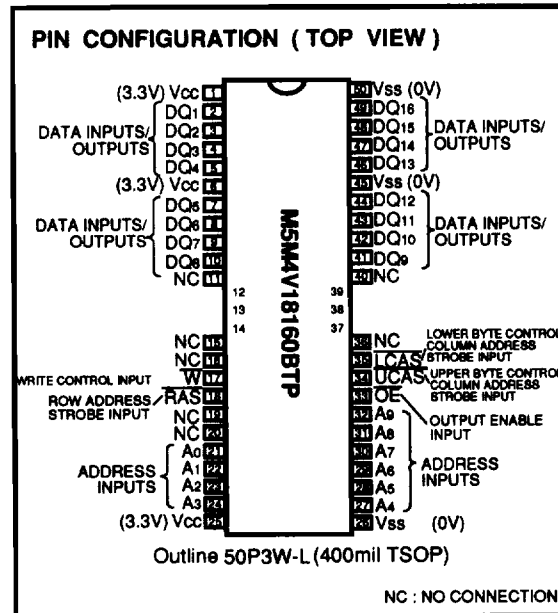 PIN CONFIGURATION ( TOP VIEW )
(3.3V) Vcc 1
DQ1 2
DQ2 3
DQ3 4
DQ4 5
DATA INPUTS/
OUTPUTS
(3.3V) Vcc 6
DQ5 7
DQ6 8
DQ7 9
DQ8 10
DATA INPUTS/
OUTPUTS
NC 11
12
13
14
NC 15
NC 16
WRITE CONTROL INPUT W 17
ROW ADDRESS
STROBE INPUT
RAS 18
NC 19
NC 20
A0 21
A1 22
A2 23
A3 24
ADDRESS
INPUTS
(3.3V) Vcc 25
M5M4V18160BTP
50 Vss (0V)
49 DQ16
48 DQ15
47 DQ14
46 DQ13
DATA INPUTS/
OUTPUTS
45 Vss (0V)
44 DQ12
43 DQ11
42 DQ10
41 DQ9
DATA INPUTS/
OUTPUTS
40 NC
39
38
37
36 NC
35 LCAS
LOWER BYTE CONTROL
COLUMN ADDRESS
STROBE INPUT
34 UCAS
UPPER BYTE CONTROL
COLUMN ADDRESS
STROBE INPUT
33 OE
OUTPUT ENABLE
INPUT
32 A9
31 A8
30 A7
29 A6
28 A5
27 A4
ADDRESS
INPUTS
26 Vss (0V)
Outline 50P3W-L (400mil TSOP)
NC : NO CONNECTION